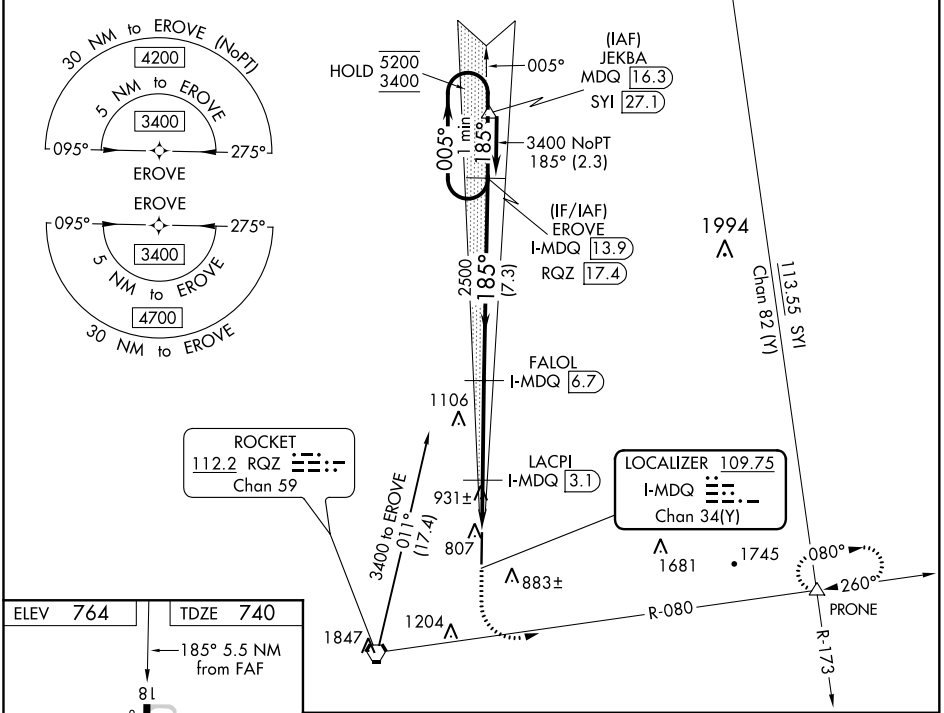 30 NM to EROVE (NoPT)
4200
5 NM to EROVE
3400
095°
275°
EROVE
EROVE
095°
275°
3400
5 NM to EROVE
4700
30 NM to EROVE
HOLD 5200
3400
005°
(IAF)
JEKBA
MDQ 16.3
SYI 27.1
005°
1 min
185°
3400 NoPT
185° (2.3)
(IF/IAF)
EROVE
I-MDQ 13.9
RQZ 17.4
2500
185°
(7.3)
1994
113.55 SYI
Chan 82 (Y)
FALOL
I-MDQ 6.7
1106
ROCKET
112.2 RQZ
Chan 59
LACPI
I-MDQ 3.1
931±
LOCALIZER 109.75
I-MDQ
Chan 34(Y)
3400 to EROVE
011°
(17.4)
807
883±
1681
1745
080°
260°
PRONE
R-080
R-173
1847
1204
ELEV 764
TDZE 740
185° 5.5 NM
from FAF
18